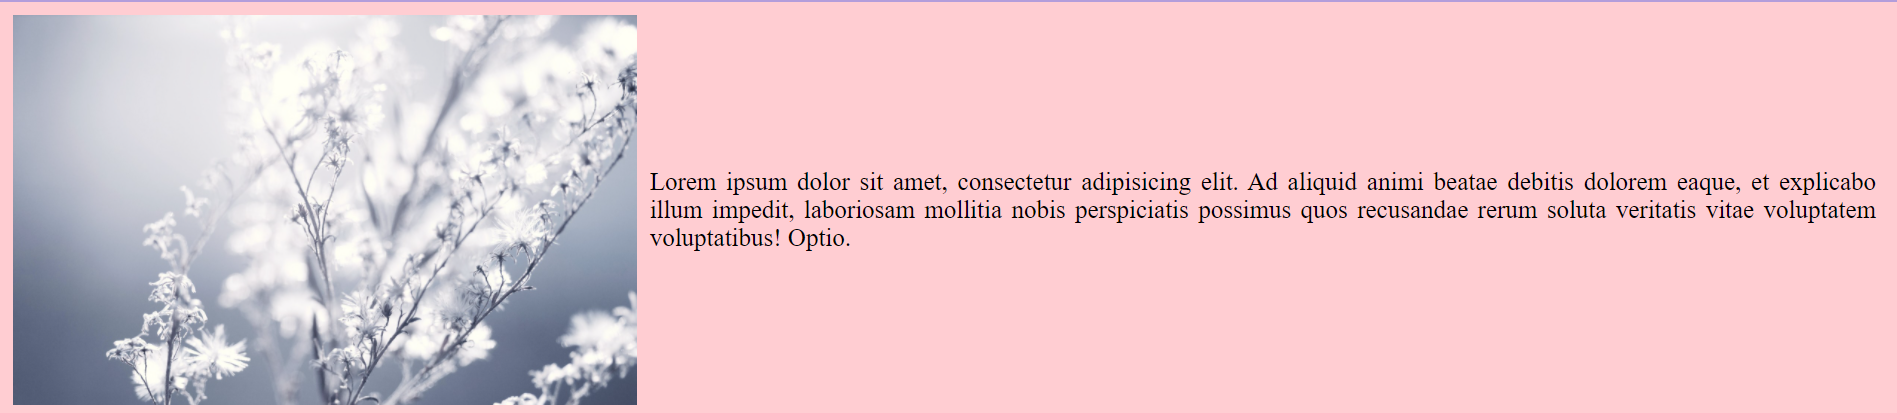 Lorem ipsum dolor sit amet, consectetur adipisicing elit. Ad aliquid animi beatae debitis dolorem eaque, et explicabo
illum impedit, laboriosam mollitia nobis perspiciatis possimus quos recusandae rerum soluta veritatis vitae voluptatem
voluptatibus! Optio.